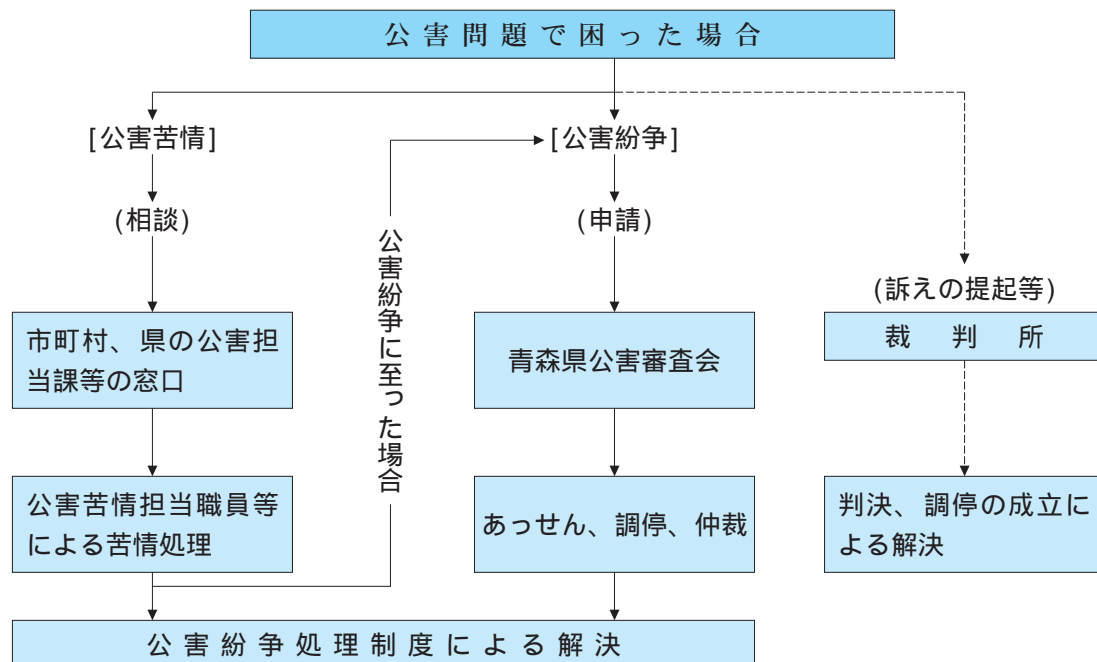 公害問題で困った場合
[公害苦情]
(相談)
市町村、県の公害担
当課等の窓口
公害苦情担当職員等
による苦情処理
公害紛争に至った場合
[公害紛争]
(申請)
青森県公害審査会
あっせん、調停、仲裁
(訴えの提起等)
裁判所
判決、調停の成立に
よる解決
公害紛争処理制度による解決